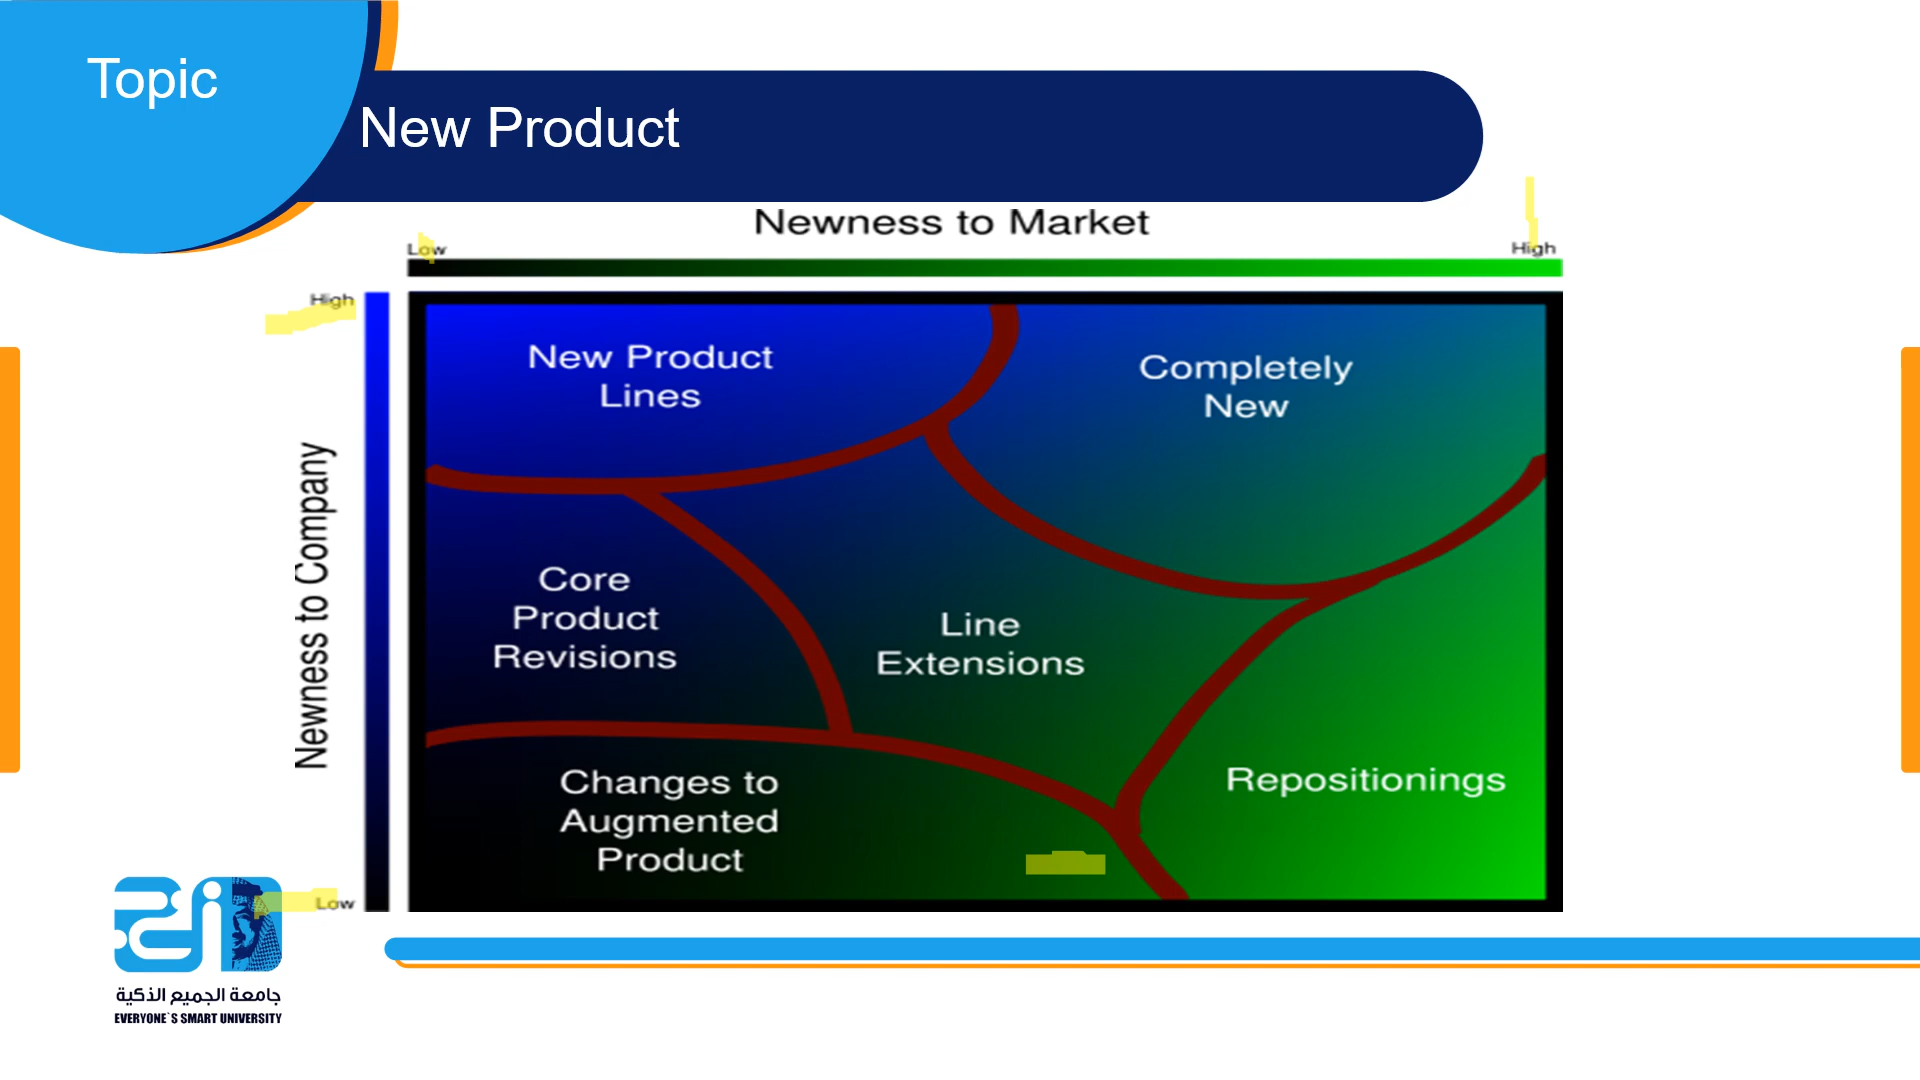 Topic
New Product
Newness to Market
Low
High
High
Newness to Company
Low
New Product
Lines
Completely
New
Core
Product
Revisions
Line
Extensions
Changes to
Augmented
Product
Repositionings
جامعة الجميع الذكية
EVERYONE`S SMART UNIVERSITY